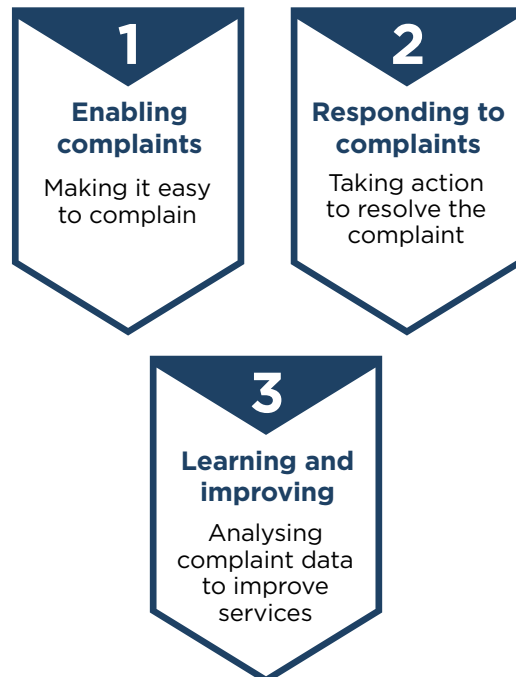 1
Enabling
complaints
Making it easy
to complain
2
Responding to
complaints
Taking action
to resolve the
complaint
3
Learning and
improving
Analysing
complaint data
to improve
services